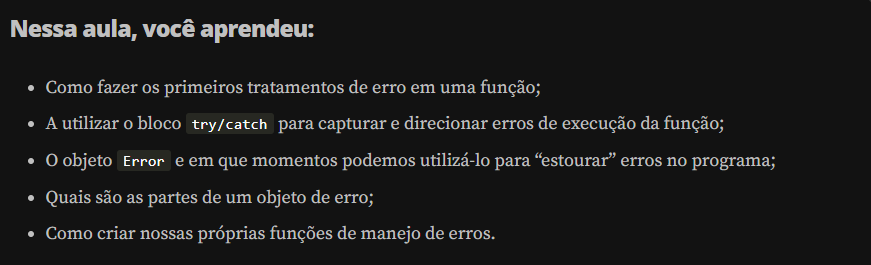 Nessa aula, você aprendeu:
Como fazer os primeiros tratamentos de erro em uma função;
A utilizar o bloco try/catch para capturar e direcionar erros de execução da função;
O objeto Error e em que momentos podemos utilizá-lo para “estourar” erros no programa;
Quais são as partes de um objeto de erro;
Como criar nossas próprias funções de manejo de erros.